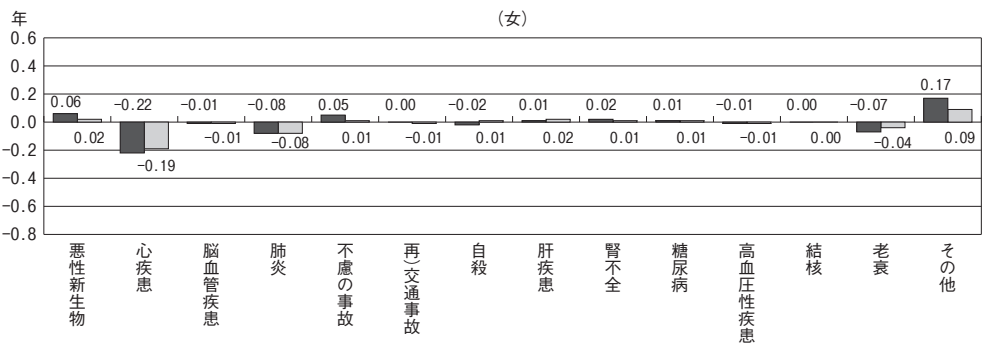 年
（女）
0.6
0.4
0.2
0.0
-0.2
-0.4
-0.6
-0.8
0.06 -0.22 -0.01 -0.08 0.05 0.00 -0.02 0.01 0.02 0.01 -0.01 0.00 -0.07 0.17
0.02 -0.19 -0.01 -0.08 0.01 -0.01 0.01 0.02 0.01 0.01 -0.01 0.00 -0.04 0.09
悪性新生物
心疾患
脳血管疾患
肺炎
不慮の事故
再)交通事故
自殺
肝疾患
腎不全
糖尿病
高血圧性疾患
結核
老衰
その他